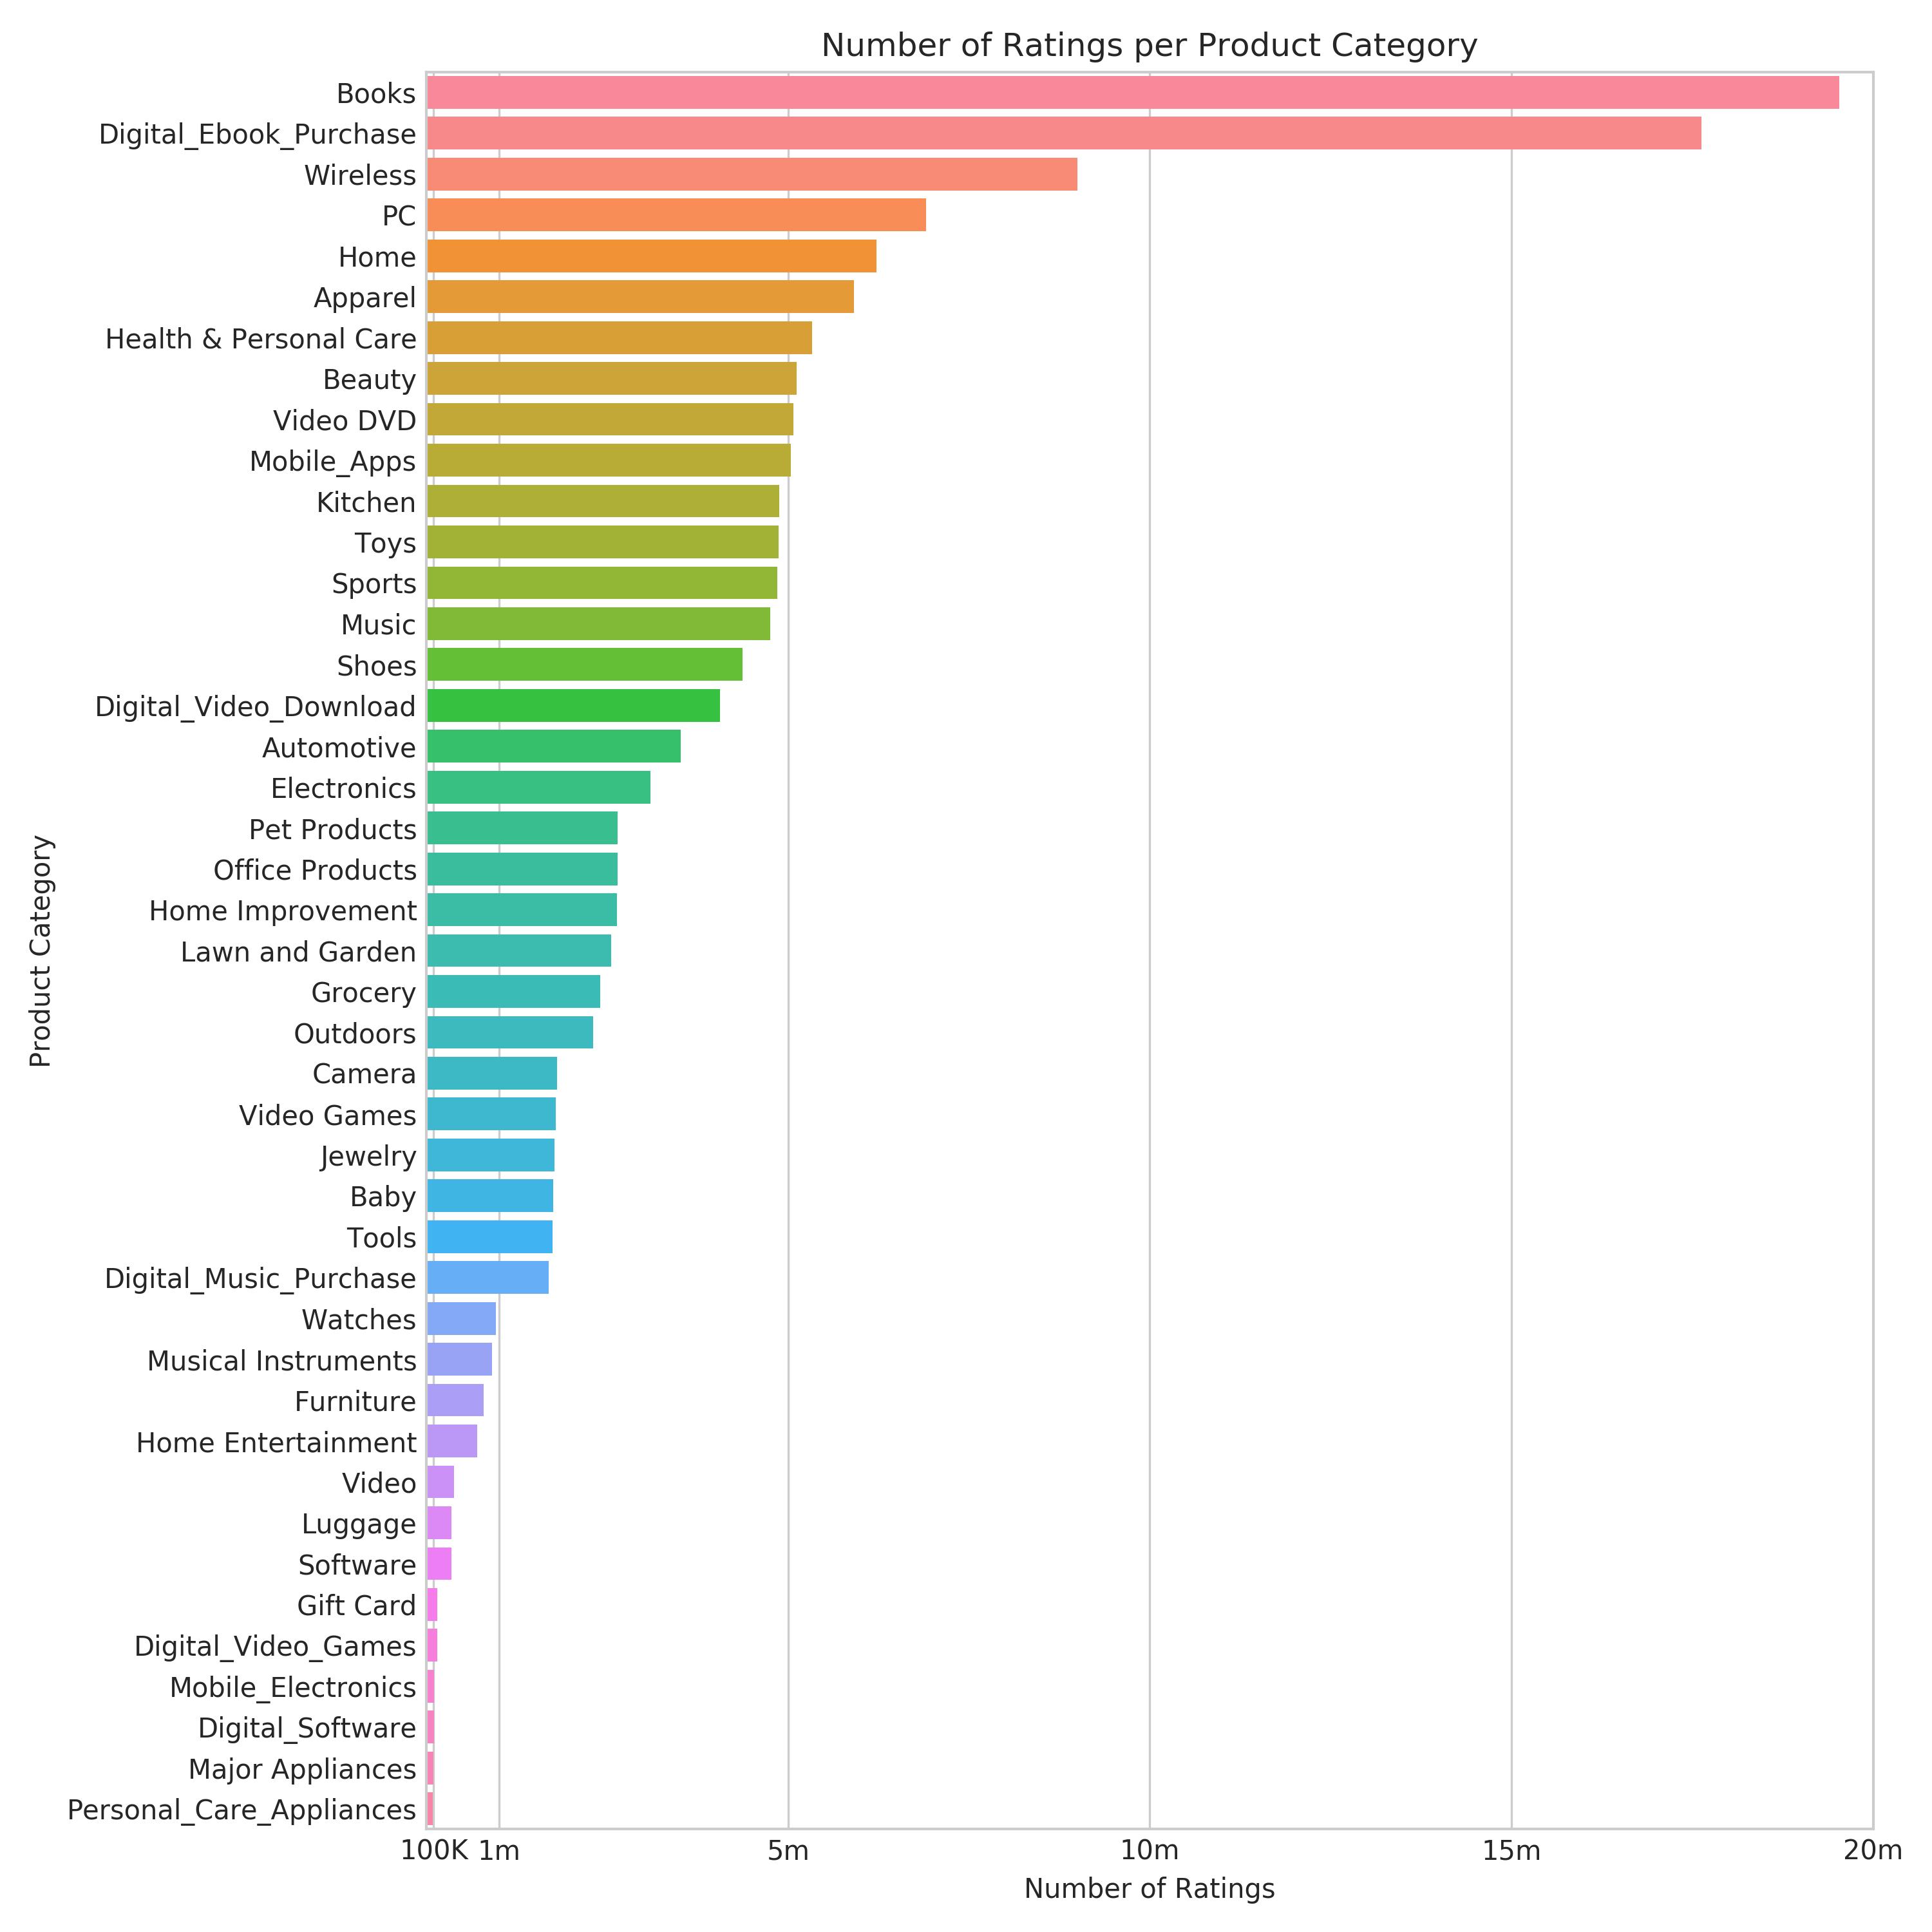 Number of Ratings per Product Category
Books
Digital_Ebook_Purchase
Wireless
PC
Home
Apparel
Health & Personal Care
Beauty
Video DVD
Mobile_Apps
Kitchen
Toys
Sports
Music
Shoes
Digital_Video_Download
Automotive
Electronics
Pet Products
Office Products
Home Improvement
Lawn and Garden
Grocery
Outdoors
Camera
Video Games
Jewelry
Baby
Tools
Digital_Music_Purchase
Watches
Musical Instruments
Furniture
Home Entertainment
Video
Luggage
Software
Gift Card
Digital_Video_Games
Mobile_Electronics
Digital_Software
Major Appliances
Personal_Care_Appliances
Product Category
100K 1m 5m 10m 15m 20m
Number of Ratings